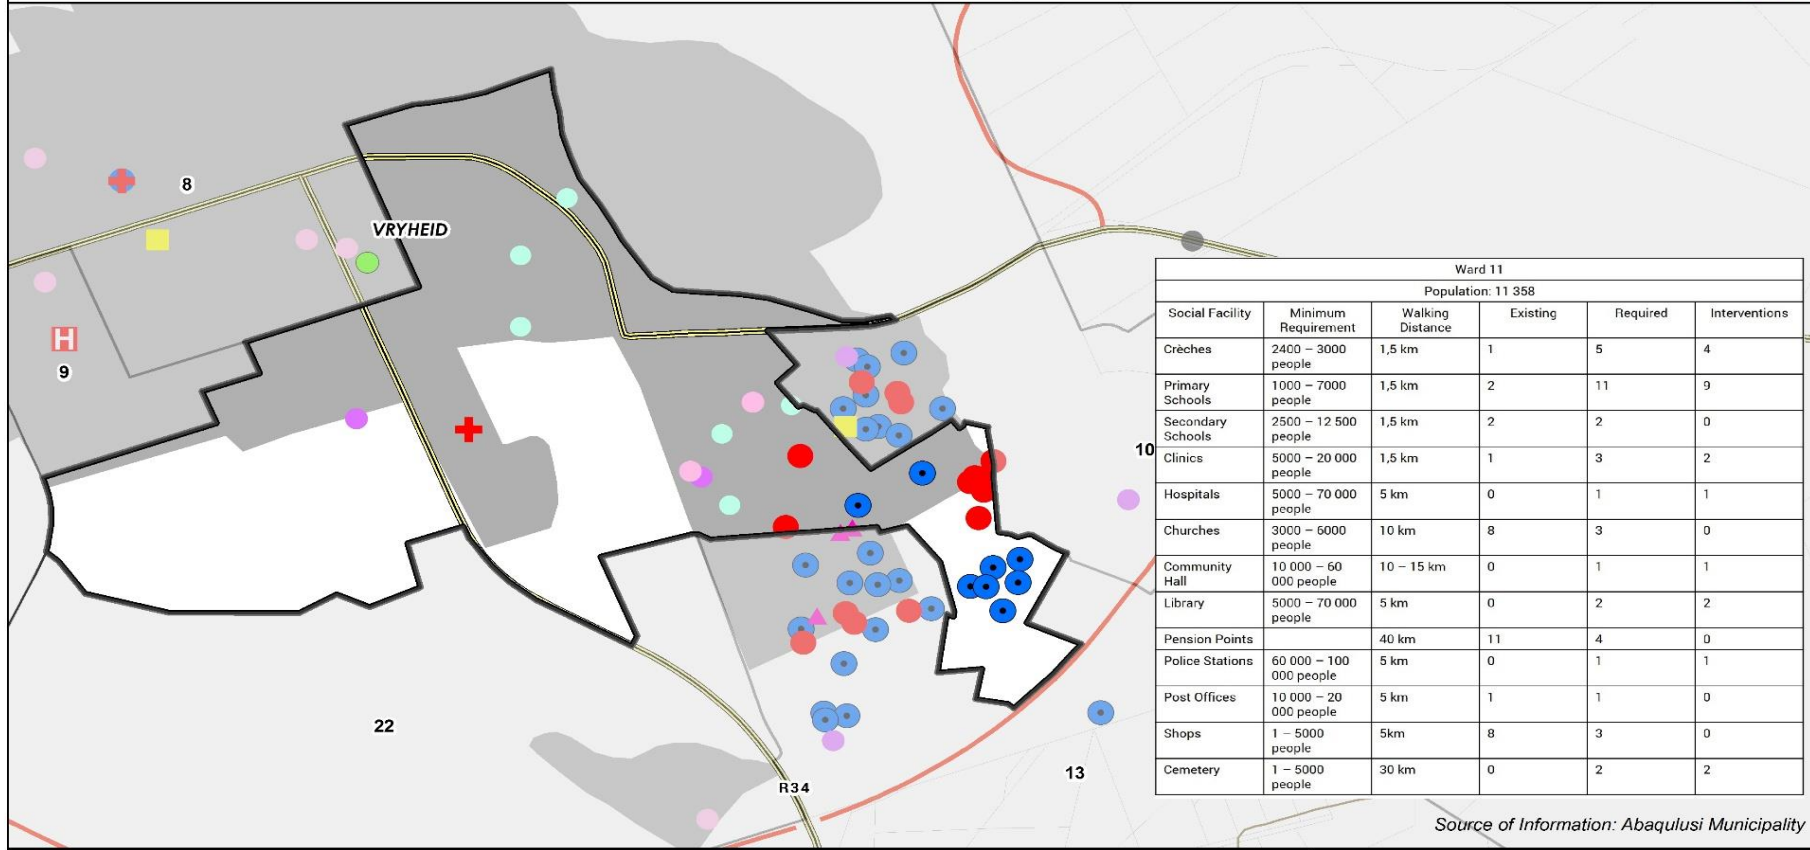 8
VRYHEID
H
9
10
22
13
R34
Ward 11
Population: 11 358
Social Facility Minimum Requirement Walking Distance Existing Required Interventions
Crèches 2400 – 3000 people 1,5 km 1 5 4
Primary Schools 1000 – 7000 people 1,5 km 2 11 9
Secondary Schools 2500 – 12 500 people 1,5 km 2 2 0
Clinics 5000 – 20 000 people 1,5 km 1 3 2
Hospitals 5000 – 70 000 people 5 km 0 1 1
Churches 3000 – 6000 people 10 km 8 3 0
Community Hall 10 000 – 60 000 people 10 – 15 km 0 1 1
Library 5000 – 70 000 people 5 km 0 2 2
Pension Points 40 km 11 4 0
Police Stations 60 000 – 100 000 people 5 km 0 1 1
Post Offices 10 000 – 20 000 people 5 km 1 1 0
Shops 1 – 5000 people 5km 8 3 0
Cemetery 1 – 5000 people 30 km 0 2 2
Source of Information: Abaqulusi Municipality